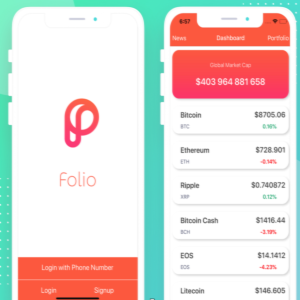 Folio
Login with Phone Number
Login
Signup
6:57
News
Dashboard
Portfolio
Global Market Cap
$403 964 881 658
Bitcoin
$8705.06
BTC
0.16%
Ethereum
$728.901
ETH
-0.14%
Ripple
$0.740872
XRP
0.12%
Bitcoin Cash
$1416.44
BCH
-3.19%
EOS
$14.1412
EOS
-4.23%
Litecoin
$146.605